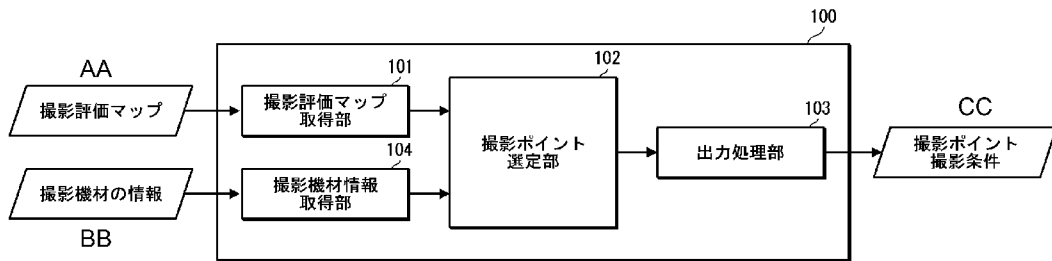 100
AA
撮影評価マップ
101
撮影評価マップ
取得部
102
撮影ポイント
選定部
103
出力処理部
CC
撮影ポイント
撮影条件
撮影機材の情報
BB
104
撮影機材情報
取得部